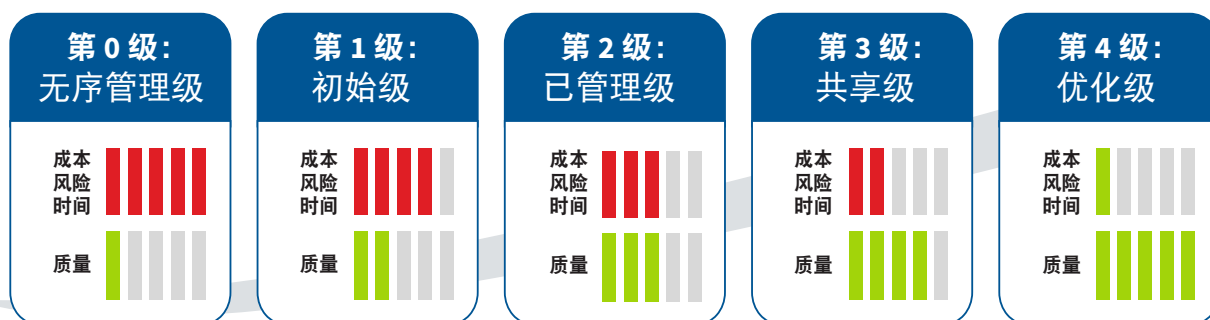 第 0 级：
无序管理级
成本
风险
时间
质量
第 1 级：
初始级
成本
风险
时间
质量
第 2 级：
已管理级
成本
风险
时间
质量
第 3 级：
共享级
成本
风险
时间
质量
第 4 级：
优化级
成本
风险
时间
质量